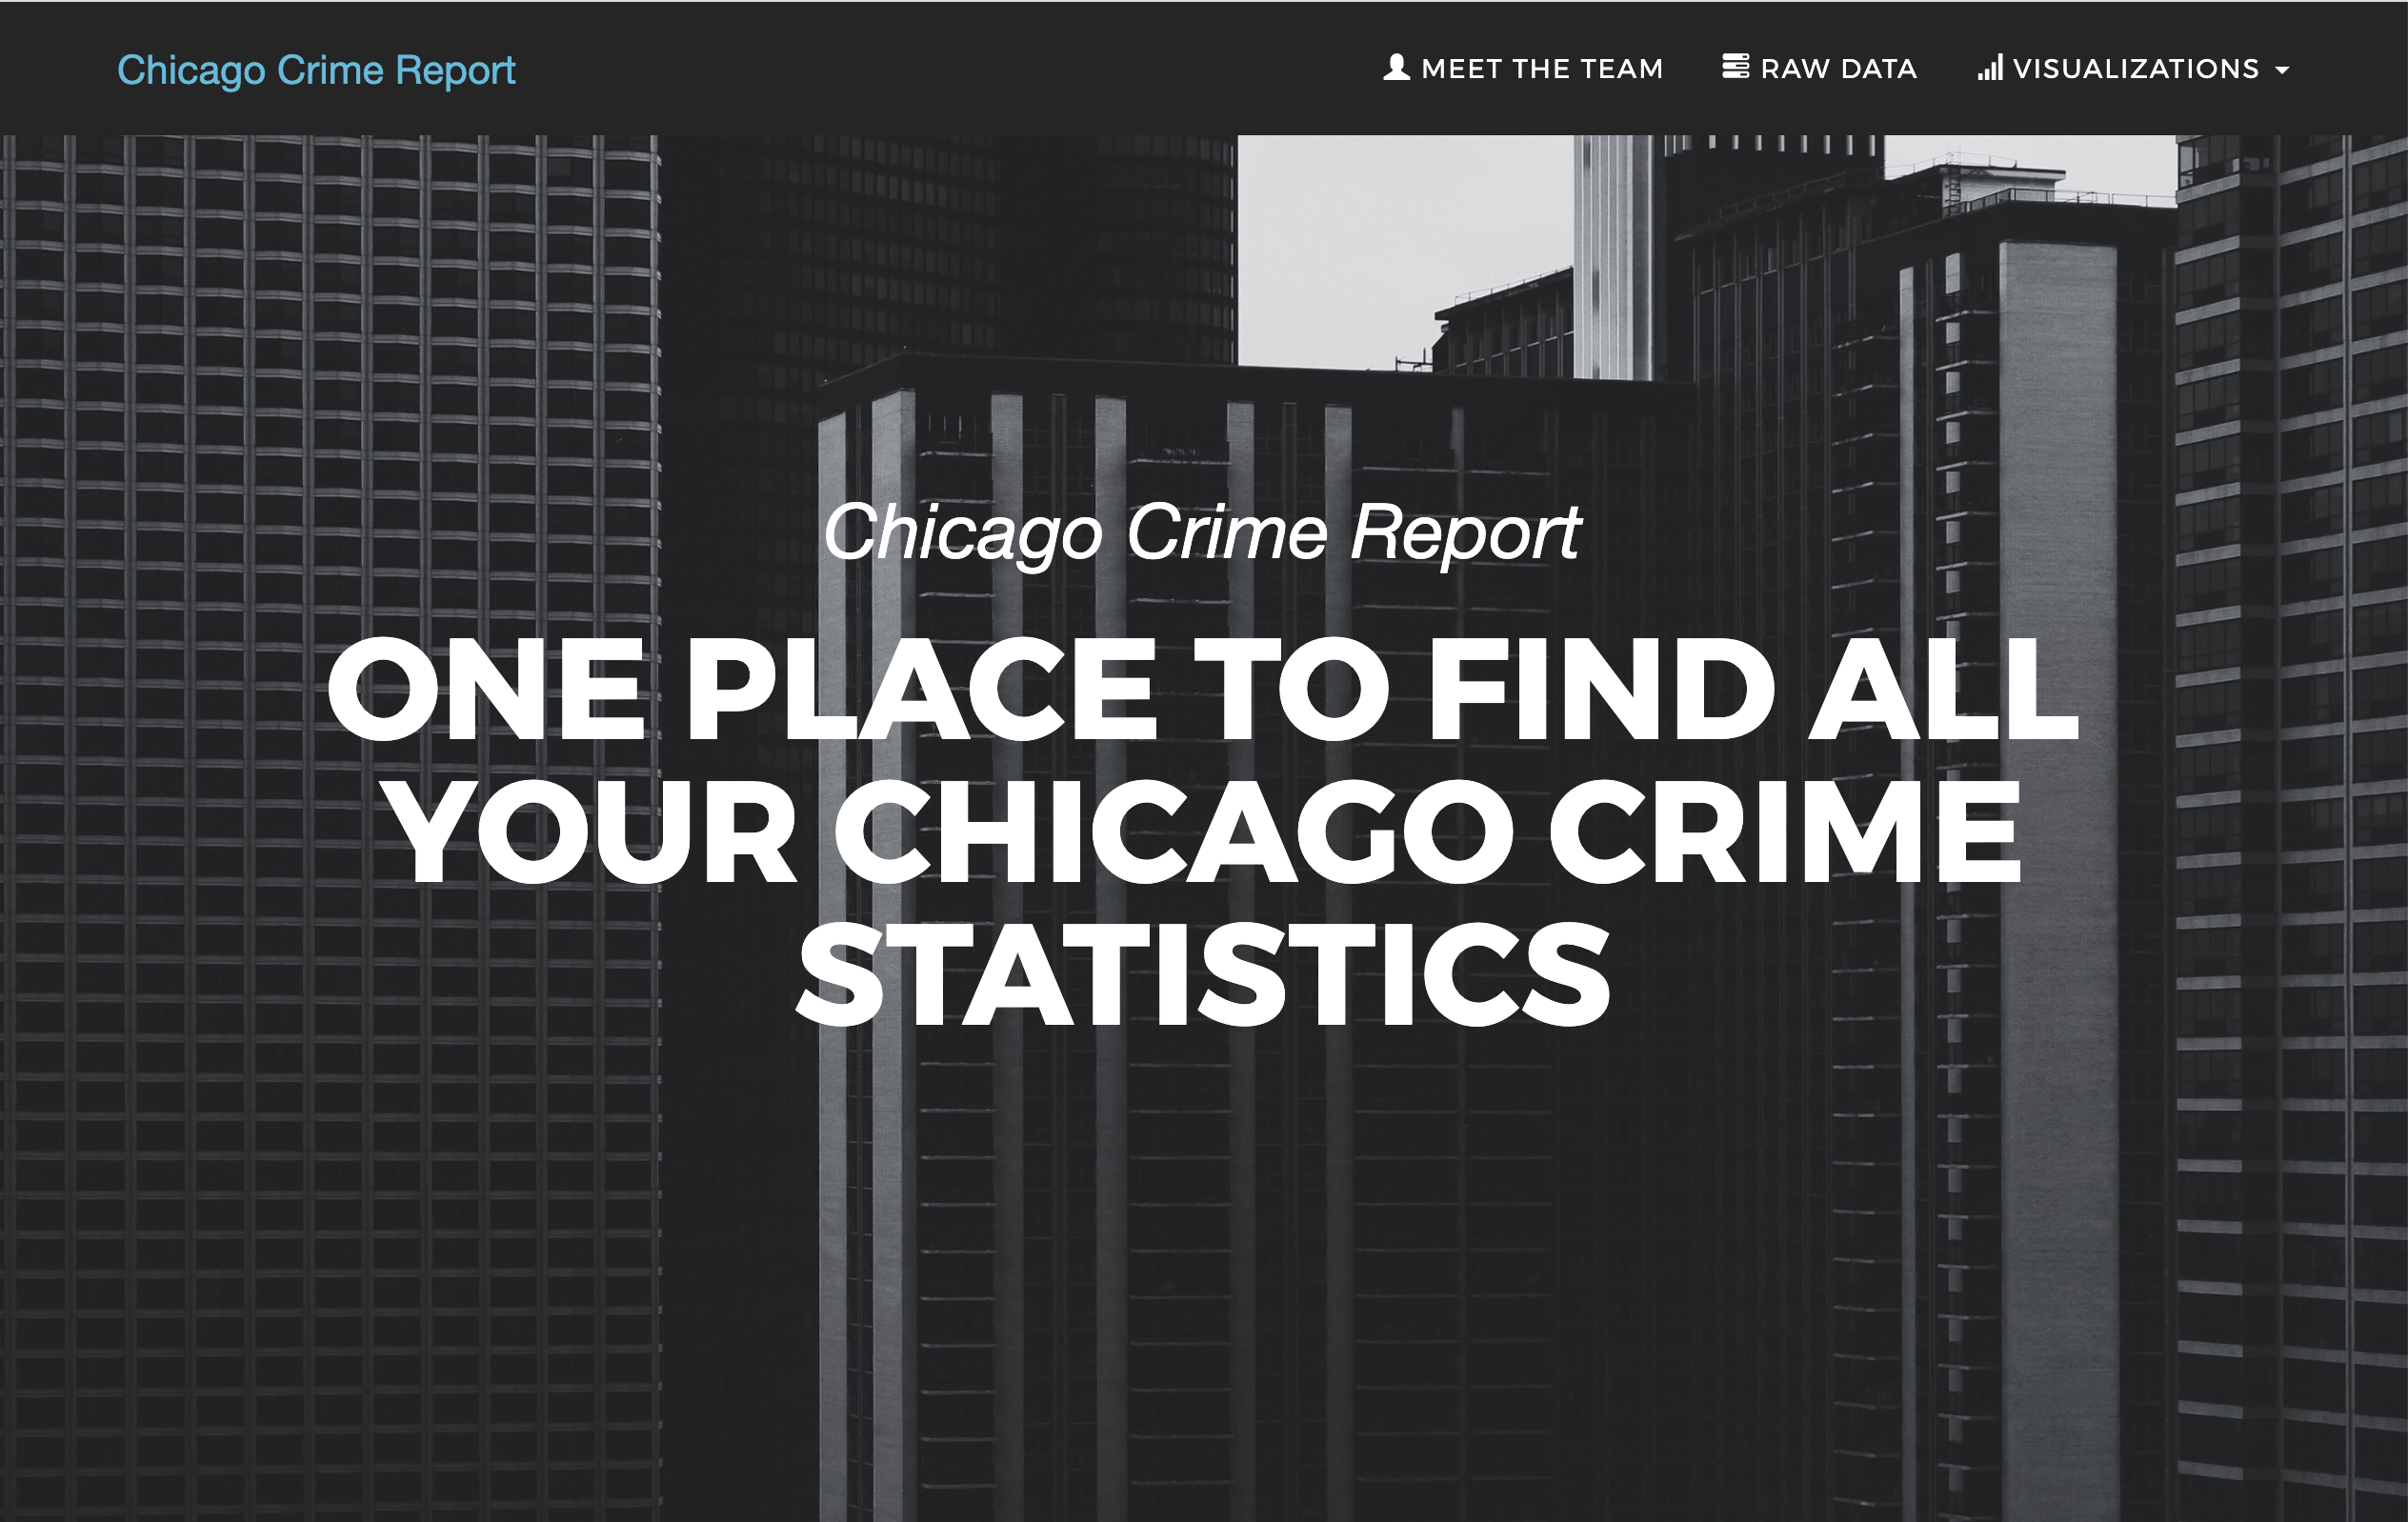 Chicago Crime Report
MEET THE TEAM
RAW DATA
VISUALIZATIONS
Chicago Crime Report
ONE PLACE TO FIND ALL
YOUR CHICAGO CRIME
STATISTICS